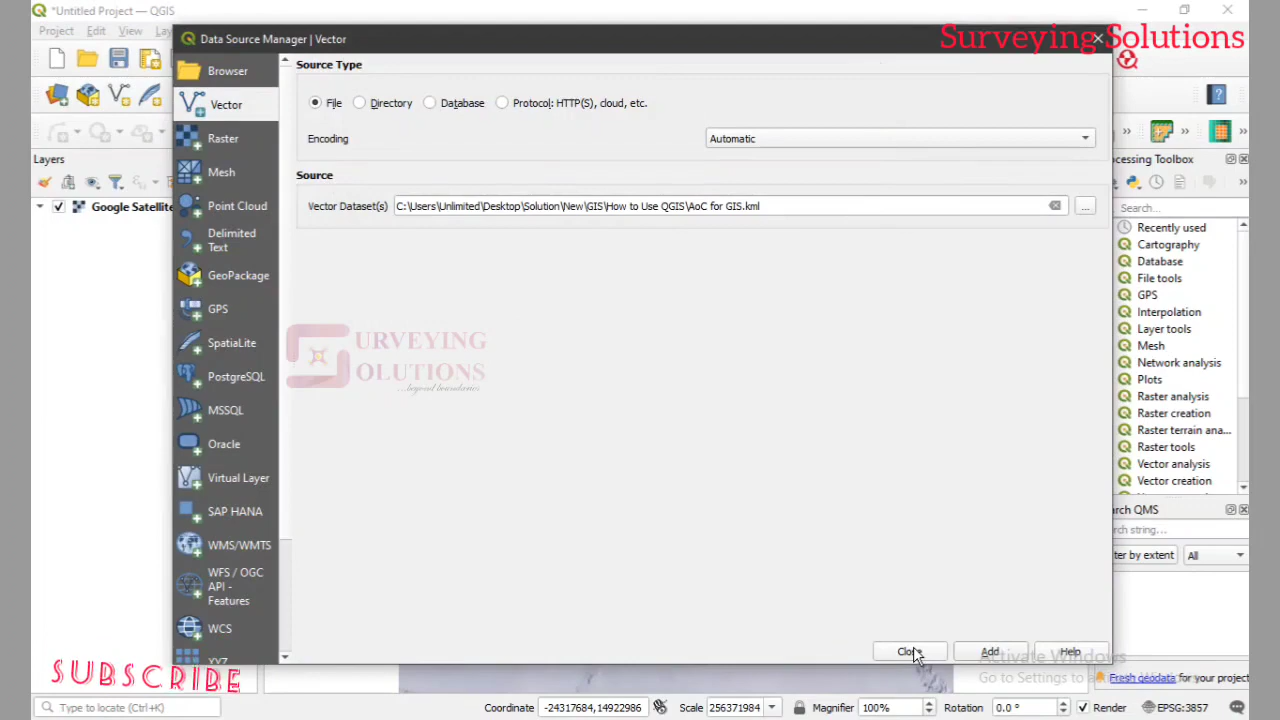 *Untitled Project — QGIS
Project Edit View
Data Source Manager | Vector
Surveying Solutions
Browser
Vector
Raster
Mesh
Point Cloud
Delimited
Text
GeoPackage
GPS
SpatiaLite
PostgreSQL
MSSQL
Oracle
Virtual Layer
SAP HANA
WMS/WMTS
WFS / OGC
API -
Features
WCS
XYZ
Layers
Google Satellite
Source Type
File Directory Database Protocol: HTTP(S), cloud, etc.
Encoding Automatic
Source
Vector Dataset(s) C:\Users\Unlimited\Desktop\Solution\New\GIS\How to Use QGIS\AoC for GIS.kml ...
URVEYING
OLUTIONS
...beyond boundaries
Close Add Help
ocessing Toolbox
Search...
Recently used
Cartography
Database
File tools
GPS
Interpolation
Layer tools
Mesh
Network analysis
Plots
Raster analysis
Raster creation
Raster terrain ana...
Raster tools
Vector analysis
Vector creation
rch QMS
rch string...
ter by extent All
Activate Windows
Go to Settings to
Fresh geodata for your project
SUBSCRIBE
Type to locate (Ctrl+K) Coordinate -24317684,14922986 Scale 256371984 Magnifier 100% Rotation 0.0 ° Render EPSG:3857